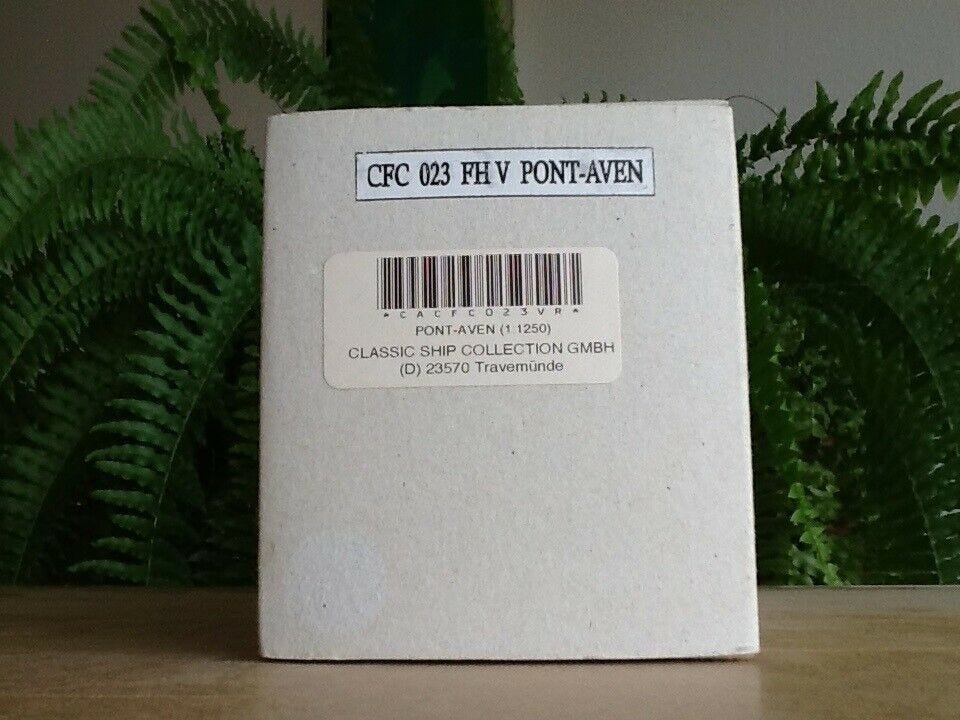 CFC 023 FH V PONT-AVEN
*CACFC023VR*
PONT-AVEN (1:1250)
CLASSIC SHIP COLLECTION GMBH
(D) 23570 Travemünde